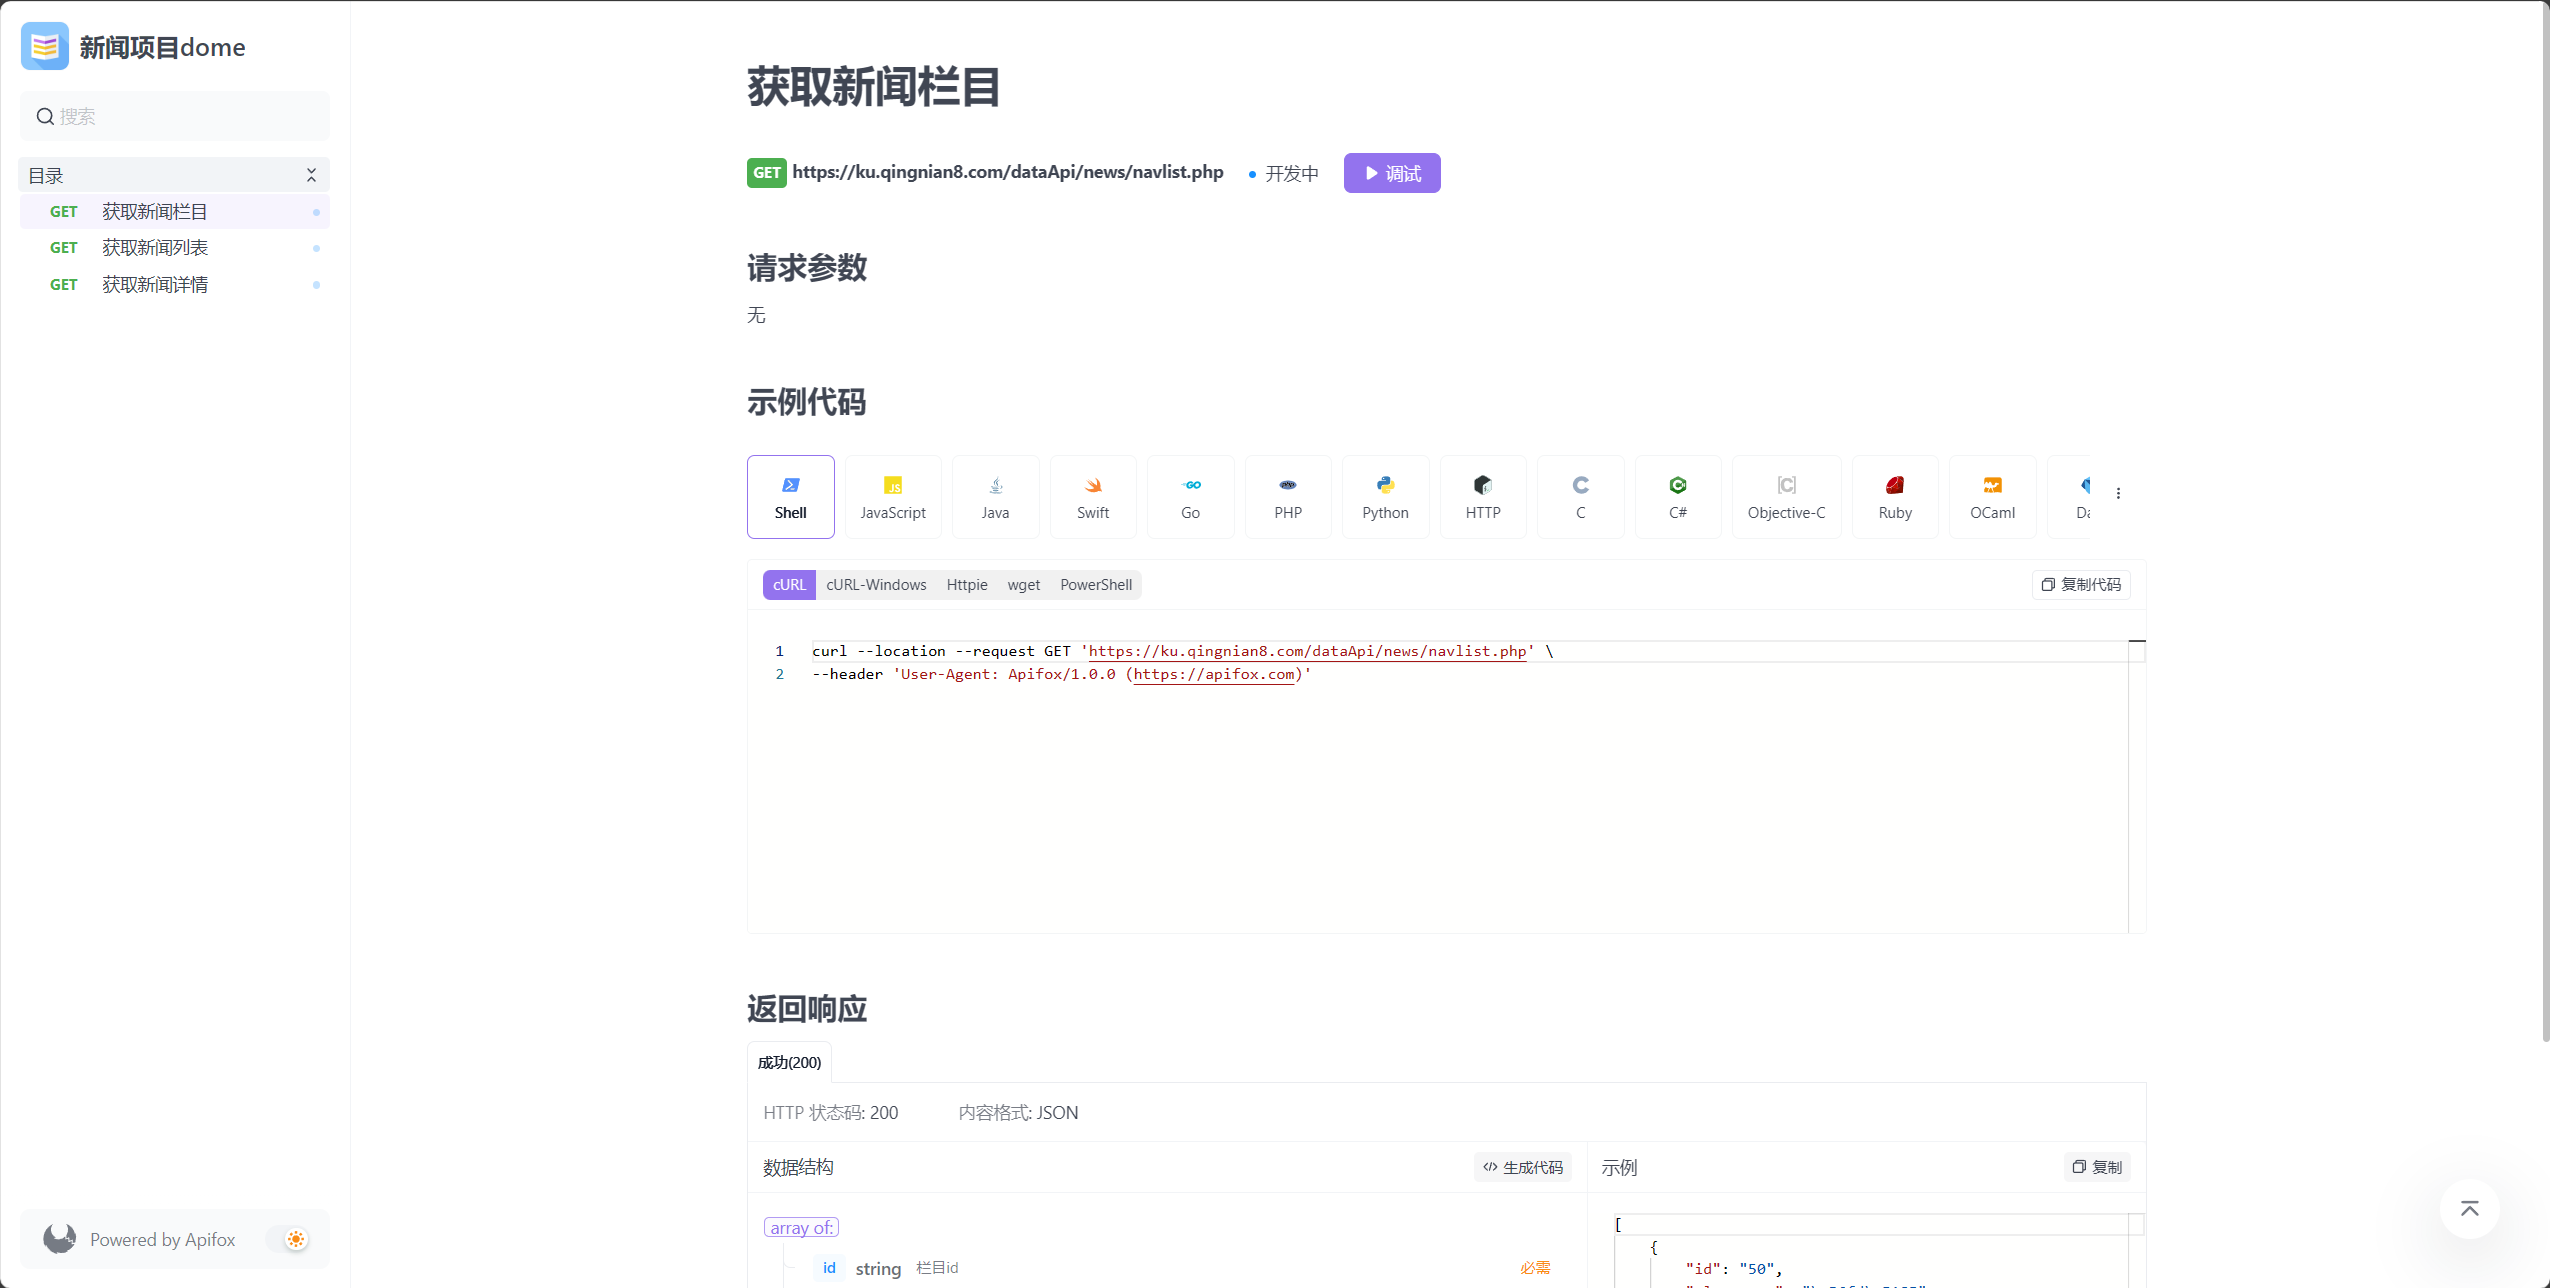 新闻项目dome
搜索
目录
GET 获取新闻栏目
GET 获取新闻列表
GET 获取新闻详情
Powered by Apifox
获取新闻栏目
GET https://ku.qingnian8.com/dataApi/news/navlist.php 开发中 调试
请求参数
无
示例代码
Shell JavaScript Java Swift Go PHP Python HTTP C C# Objective-C Ruby OCaml Da
cURL cURL-Windows Httpie wget PowerShell 复制代码
1 curl --location --request GET 'https://ku.qingnian8.com/dataApi/news/navlist.php' \
2 --header 'User-Agent: Apifox/1.0.0 (https://apifox.com)'
返回响应
成功(200)
HTTP 状态码: 200 内容格式: JSON
数据结构 生成代码 示例 复制
array of:
id string 栏目id 必需
[
{
"id": "50",